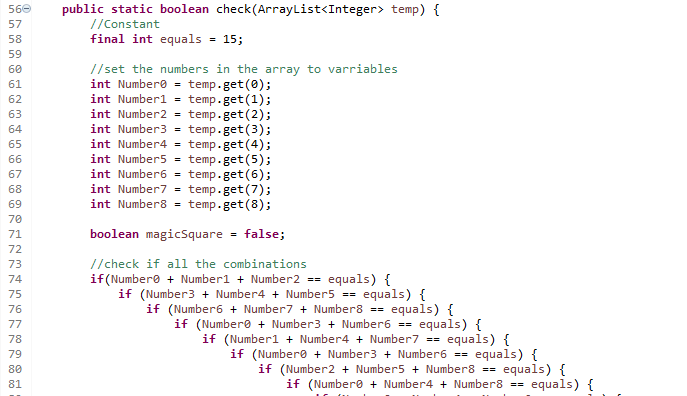 56 public static boolean check(ArrayList<Integer> temp) {
57 //Constant
58 final int equals = 15;
59
60 //set the numbers in the array to varriables
61 int Number0 = temp.get(0);
62 int Number1 = temp.get(1);
63 int Number2 = temp.get(2);
64 int Number3 = temp.get(3);
65 int Number4 = temp.get(4);
66 int Number5 = temp.get(5);
67 int Number6 = temp.get(6);
68 int Number7 = temp.get(7);
69 int Number8 = temp.get(8);
70
71 boolean magicSquare = false;
72
73 //check if all the combinations
74 if(Number0 + Number1 + Number2 == equals) {
75 if (Number3 + Number4 + Number5 == equals) {
76 if (Number6 + Number7 + Number8 == equals) {
77 if (Number0 + Number3 + Number6 == equals) {
78 if (Number1 + Number4 + Number7 == equals) {
79 if (Number0 + Number3 + Number6 == equals) {
80 if (Number2 + Number5 + Number8 == equals) {
81 if (Number0 + Number4 + Number8 == equals) {